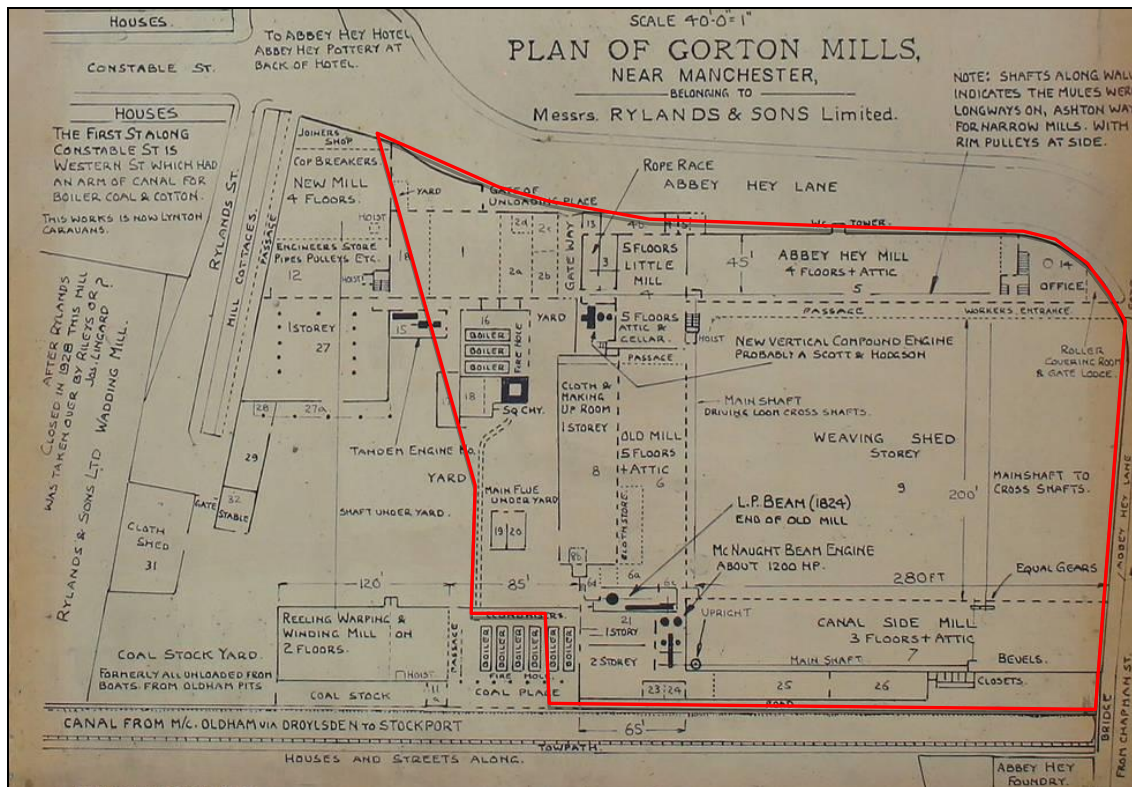 HOUSES.
TO ABBEY HEY HOTEL
ABBEY HEY POTTERY AT
BACK OF HOTEL.
CONSTABLE ST.
SCALE 40'-0" = 1"
PLAN OF GORTON MILLS,
NEAR MANCHESTER,
BELONGING TO
Messrs. RYLANDS & SONS Limited.
NOTE: SHAFTS ALONG WALL
INDICATES THE MULES WERE
LONGWAYS ON, ASHTON WAY
FOR NARROW MILLS. WITH
RIM PULLEYS AT SIDE.
HOUSES
THE FIRST ST ALONG
CONSTABLE ST IS
WESTERN ST. WHICH HAD
AN ARM OF CANAL FOR
BOILER COAL & COTTON.
THIS WORKS IS NOW LYNTON
CARAVANS.
RYLANDS ST.
MILL COTTAGES.
PASSAGE
JOINERS
SHOP
COP BREAKERS.
NEW MILL
4 FLOORS.
HOIST
ENGINEERS STORE
PIPES PULLEYS ETC.
12
HOIST
YARD
GATE OF
UNLOADING PLACE
ROPE RACE
ABBEY HEY LANE
1
2d
2c
2a
2b
GATE WAY
13
4b
3
5 FLOORS
LITTLE
MILL
4
WC TOWER.
45'
ABBEY HEY MILL
4 FLOORS + ATTIC
5
14
OFFICE
PASSAGE
WORKERS ENTRANCE.
ROLLER
COVERING ROOM
& GATE LODGE.
1 STOREY
27
15
16
BOILER
BOILER
BOILER
FIRE HOLE
YARD
5 FLOORS
ATTIC &
CELLAR.
PASSAGE
HOIST
NEW VERTICAL COMPOUND ENGINE
PROBABLY A SCOTT & HODGSON
18
SQ CHY.
28
27a
29
TANDEM ENGINE No.
YARD
CLOTH &
MAKING
UP ROOM
1 STOREY
8
MAIN SHAFT
DRIVING LOOM CROSS SHAFTS.
OLD MILL
5 FLOORS
+ ATTIC
6
WEAVING SHED
STOREY
9
200'
MAINSHAFT TO
CROSS SHAFTS.
WAS CLOSED IN 1928
AFTER RYLANDS
WAS TAKEN OVER BY RILEYS OR
THIS MILL
JOS. LINGARD ?
RYLANDS & SONS LTD WADDING MILL.
GATE
32
STABLE
CLOTH
SHED
31
SHAFT UNDER YARD.
MAIN FLUE
UNDER YARD
19
20
CLOTH STORE
8b
6a
6c
L.P. BEAM (1824)
END OF OLD MILL
McNAUGHT BEAM ENGINE
ABOUT 1200 HP.
120'
85'
280 FT
EQUAL GEARS
REELING WARPING &
WINDING MILL ON
2 FLOORS.
HOIST
PASSAGE
BOILER
BOILER
BOILER
BOILER
BOILER
BOILER
FIRE HOLE
COAL PLACE
21
1 STORY
2 STOREY
UPRIGHT
CANAL SIDE MILL
3 FLOORS + ATTIC
7
MAIN SHAFT
BEVELS.
CLOSETS.
COAL STOCK YARD.
FORMERLY ALL UNLOADED FROM
BOATS. FROM OLDHAM PITS
COAL STOCK
11
a
23
24
25
26
ROAD
CANAL FROM M/C. OLDHAM VIA DROYLSDEN TO STOCKPORT
65'
TOWPATH.
HOUSES AND STREETS ALONG.
BRIDGE
ABBEY HEY LANE
FROM CHAPMAN ST.
ABBEY HEY
FOUNDRY.